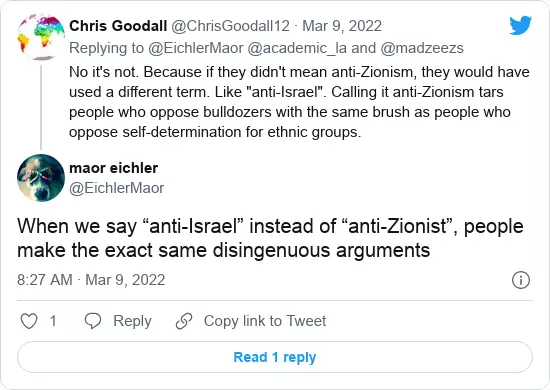 Chris Goodall @ChrisGoodall12 · Mar 9, 2022
Replying to @EichlerMaor @academic_la and @madzeezs
No it's not. Because if they didn't mean anti-Zionism, they would have
used a different term. Like "anti-Israel". Calling it anti-Zionism tars
people who oppose bulldozers with the same brush as people who
oppose self-determination for ethnic groups.
maor eichler
@EichlerMaor
When we say “anti-Israel” instead of “anti-Zionist”, people
make the exact same disingenuous arguments
8:27 AM · Mar 9, 2022
1 Reply Copy link to Tweet
Read 1 reply